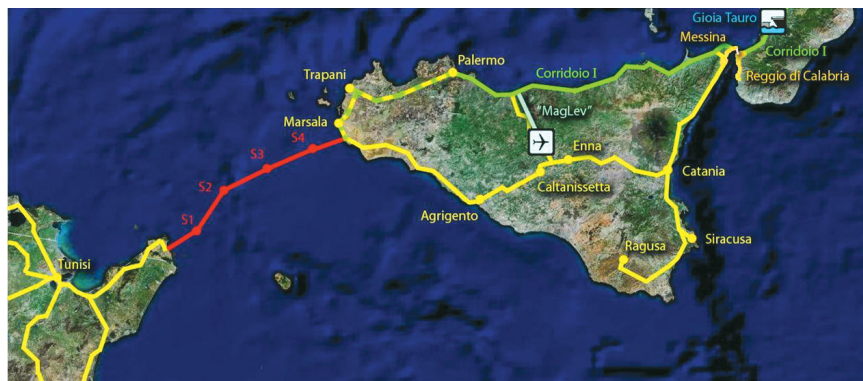 Gioia Tauro
Messina
Corridoio I
Palermo
Reggio di Calabria
Trapani
Corridoio I
"MagLev"
Marsala
S4
S3
Enna
Catania
S2
Caltanissetta
Agrigento
S1
Siracusa
Ragusa
Tunisi